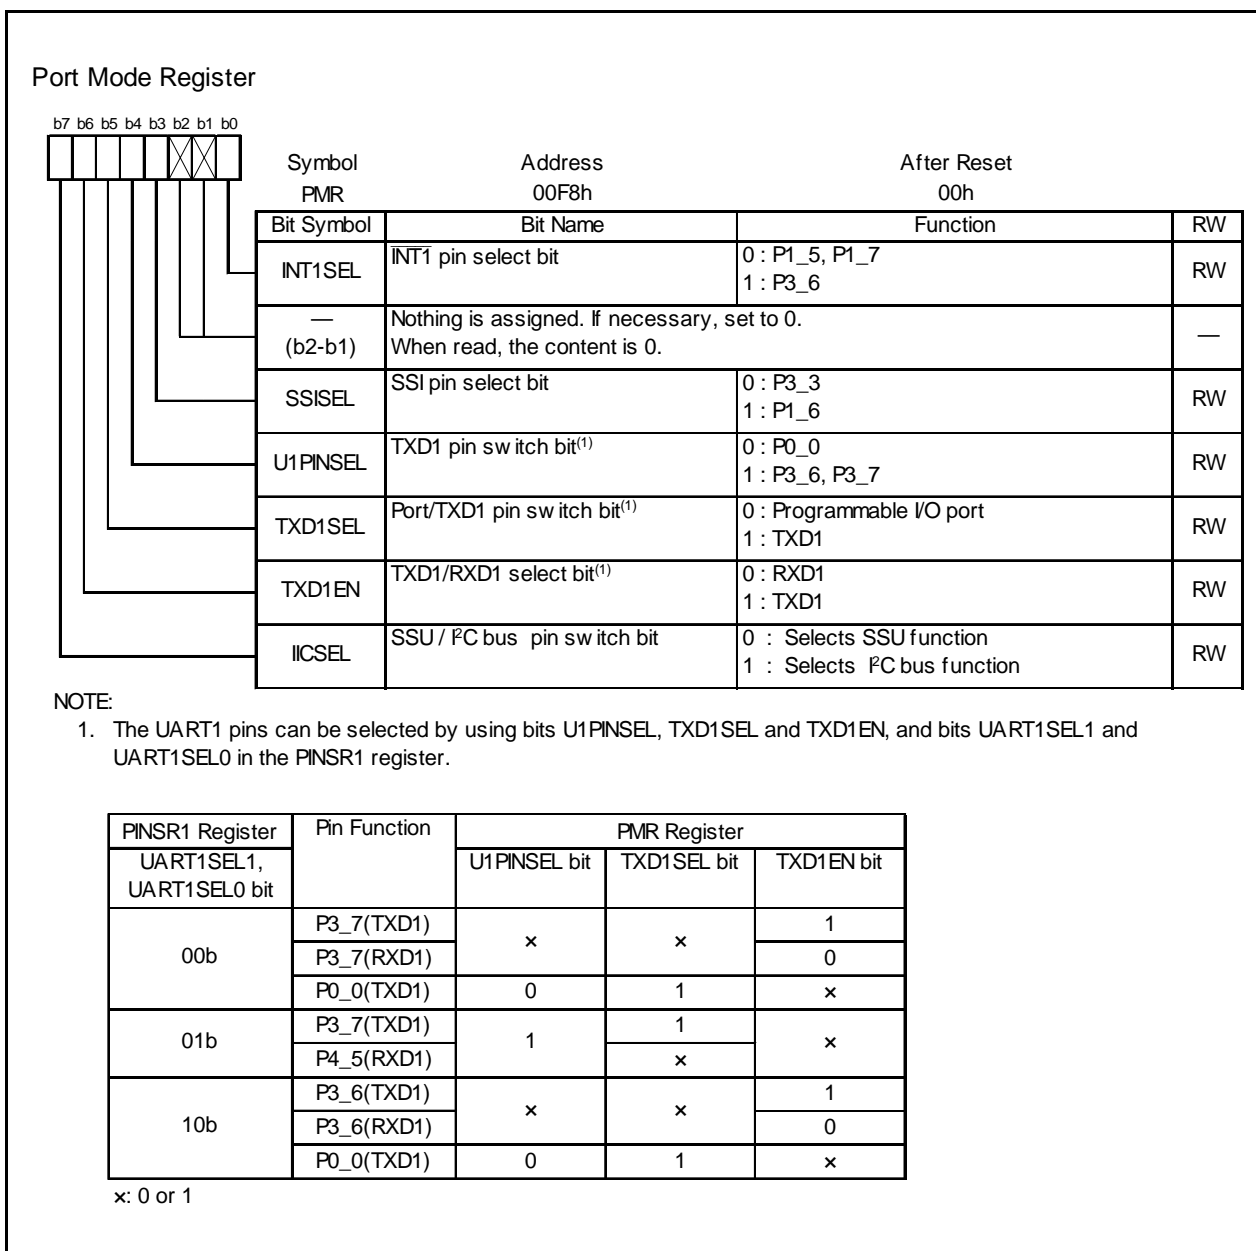 Port Mode Register
b7 b6 b5 b4 b3 b2 b1 b0
Symbol Address After Reset
PMR 00F8h 00h
Bit Symbol Bit Name Function RW
INT1SEL INT1 pin select bit 0 : P1_5, P1_7 RW
1 : P3_6
— Nothing is assigned. If necessary, set to 0. —
(b2-b1) When read, the content is 0.
SSISEL SSI pin select bit 0 : P3_3 RW
1 : P1_6
U1PINSEL TXD1 pin switch bit(1) 0 : P0_0 RW
1 : P3_6, P3_7
TXD1SEL Port/TXD1 pin switch bit(1) 0 : Programmable I/O port RW
1 : TXD1
TXD1EN TXD1/RXD1 select bit(1) 0 : RXD1 RW
1 : TXD1
IICSEL SSU / I²C bus pin switch bit 0 : Selects SSU function RW
1 : Selects I²C bus function
NOTE:
1. The UART1 pins can be selected by using bits U1PINSEL, TXD1SEL and TXD1EN, and bits UART1SEL1 and
UART1SEL0 in the PINSR1 register.
PINSR1 Register Pin Function PMR Register
UART1SEL1, U1PINSEL bit TXD1SEL bit TXD1EN bit
UART1SEL0 bit
00b P3_7(TXD1) × × 1
P3_7(RXD1) 0
P0_0(TXD1) 0 1 ×
01b P3_7(TXD1) 1 1 ×
P4_5(RXD1) ×
10b P3_6(TXD1) × × 1
P3_6(RXD1) 0
P0_0(TXD1) 0 1 ×
×: 0 or 1